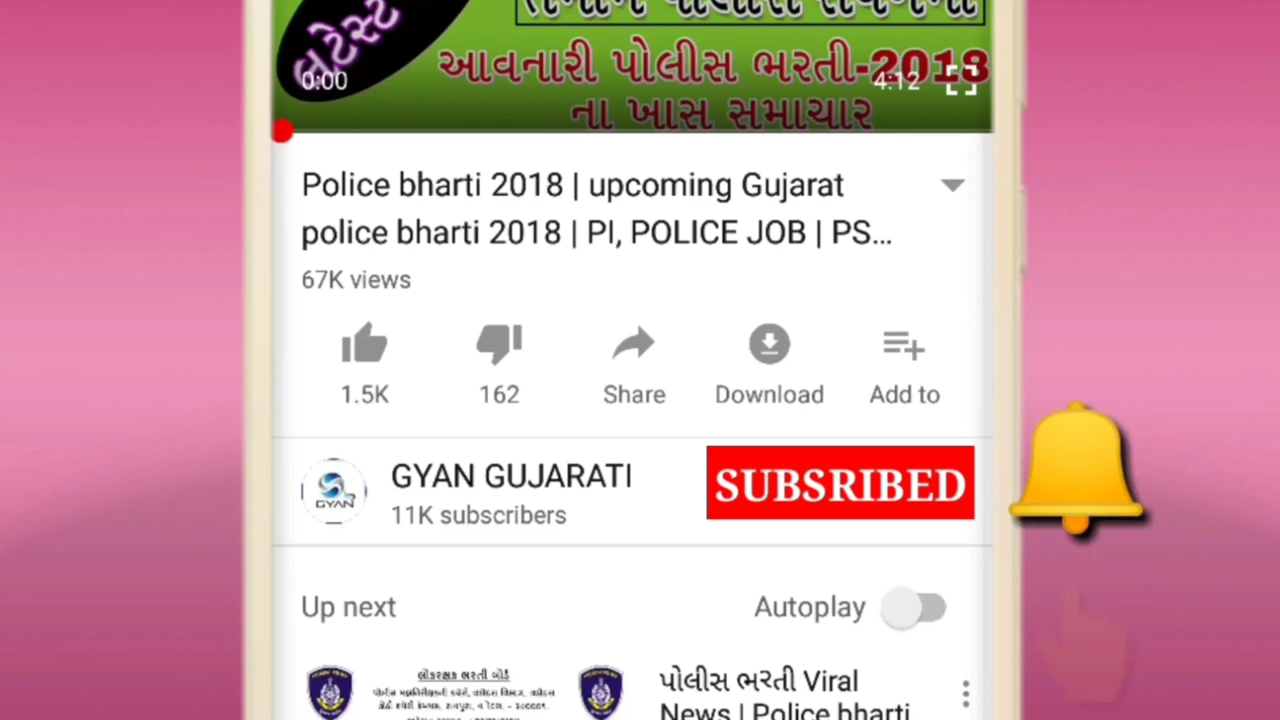 લેટેસ્ટ
આવનારી પોલીસ ભરતી-2018
0:00
4:12
ના ખાસ સમાચાર
Police bharti 2018 | upcoming Gujarat
police bharti 2018 | PI, POLICE JOB | PS...
67K views
1.5K
162
Share
Download
Add to
GYAN GUJARATI
SUBSRIBED
GYAN
11K subscribers
Up next
Autoplay
લોકરક્ષક ભરતી બોર્ડ
પોલીસ ભરતી Viral
News | Police bharti